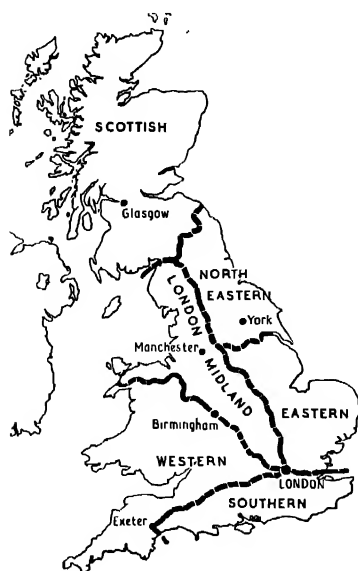 SCOTTISH
Glasgow
NORTH
EASTERN
York
LONDON
MIDLAND
Manchester
EASTERN
Birmingham
WESTERN
LONDON
SOUTHERN
Exeter